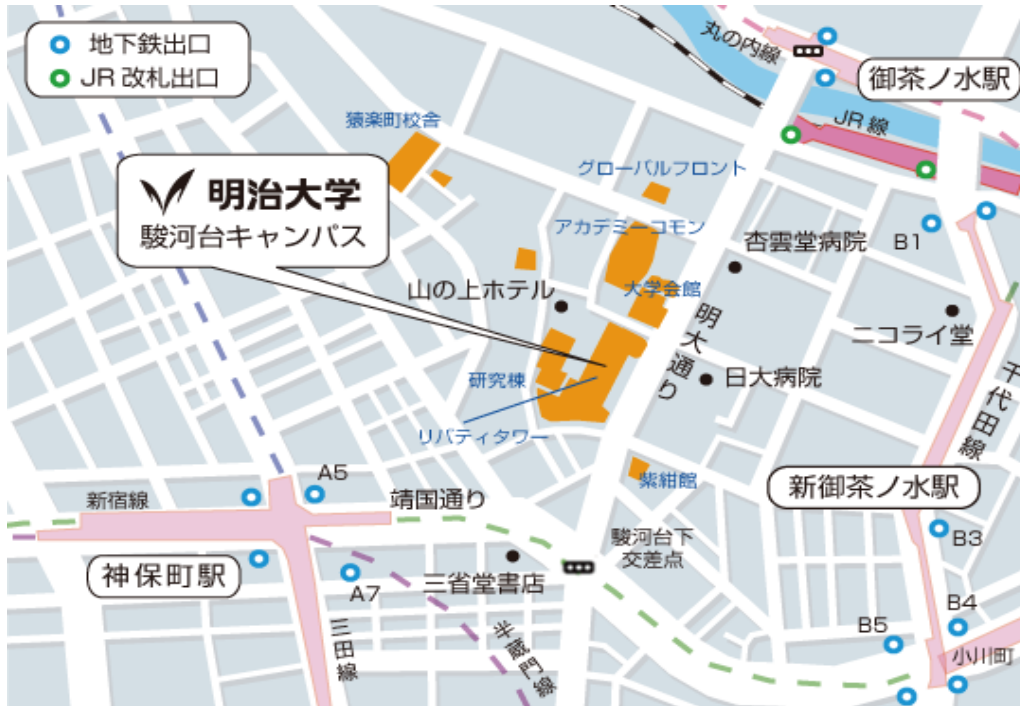 地下鉄出口
JR 改札出口
丸の内線
御茶ノ水駅
JR 線
猿楽町校舎
グローバルフロント
明治大学
駿河台キャンパス
アカデミーコモン
杏雲堂病院
B1
山の上ホテル
大学会館
明大通り
ニコライ堂
研究棟
日大病院
千代田線
リバティタワー
A5
新宿線
靖国通り
紫紺館
新御茶ノ水駅
駿河台下
交差点
B3
神保町駅
A7
三省堂書店
三田線
半蔵門線
B4
B5
小川町